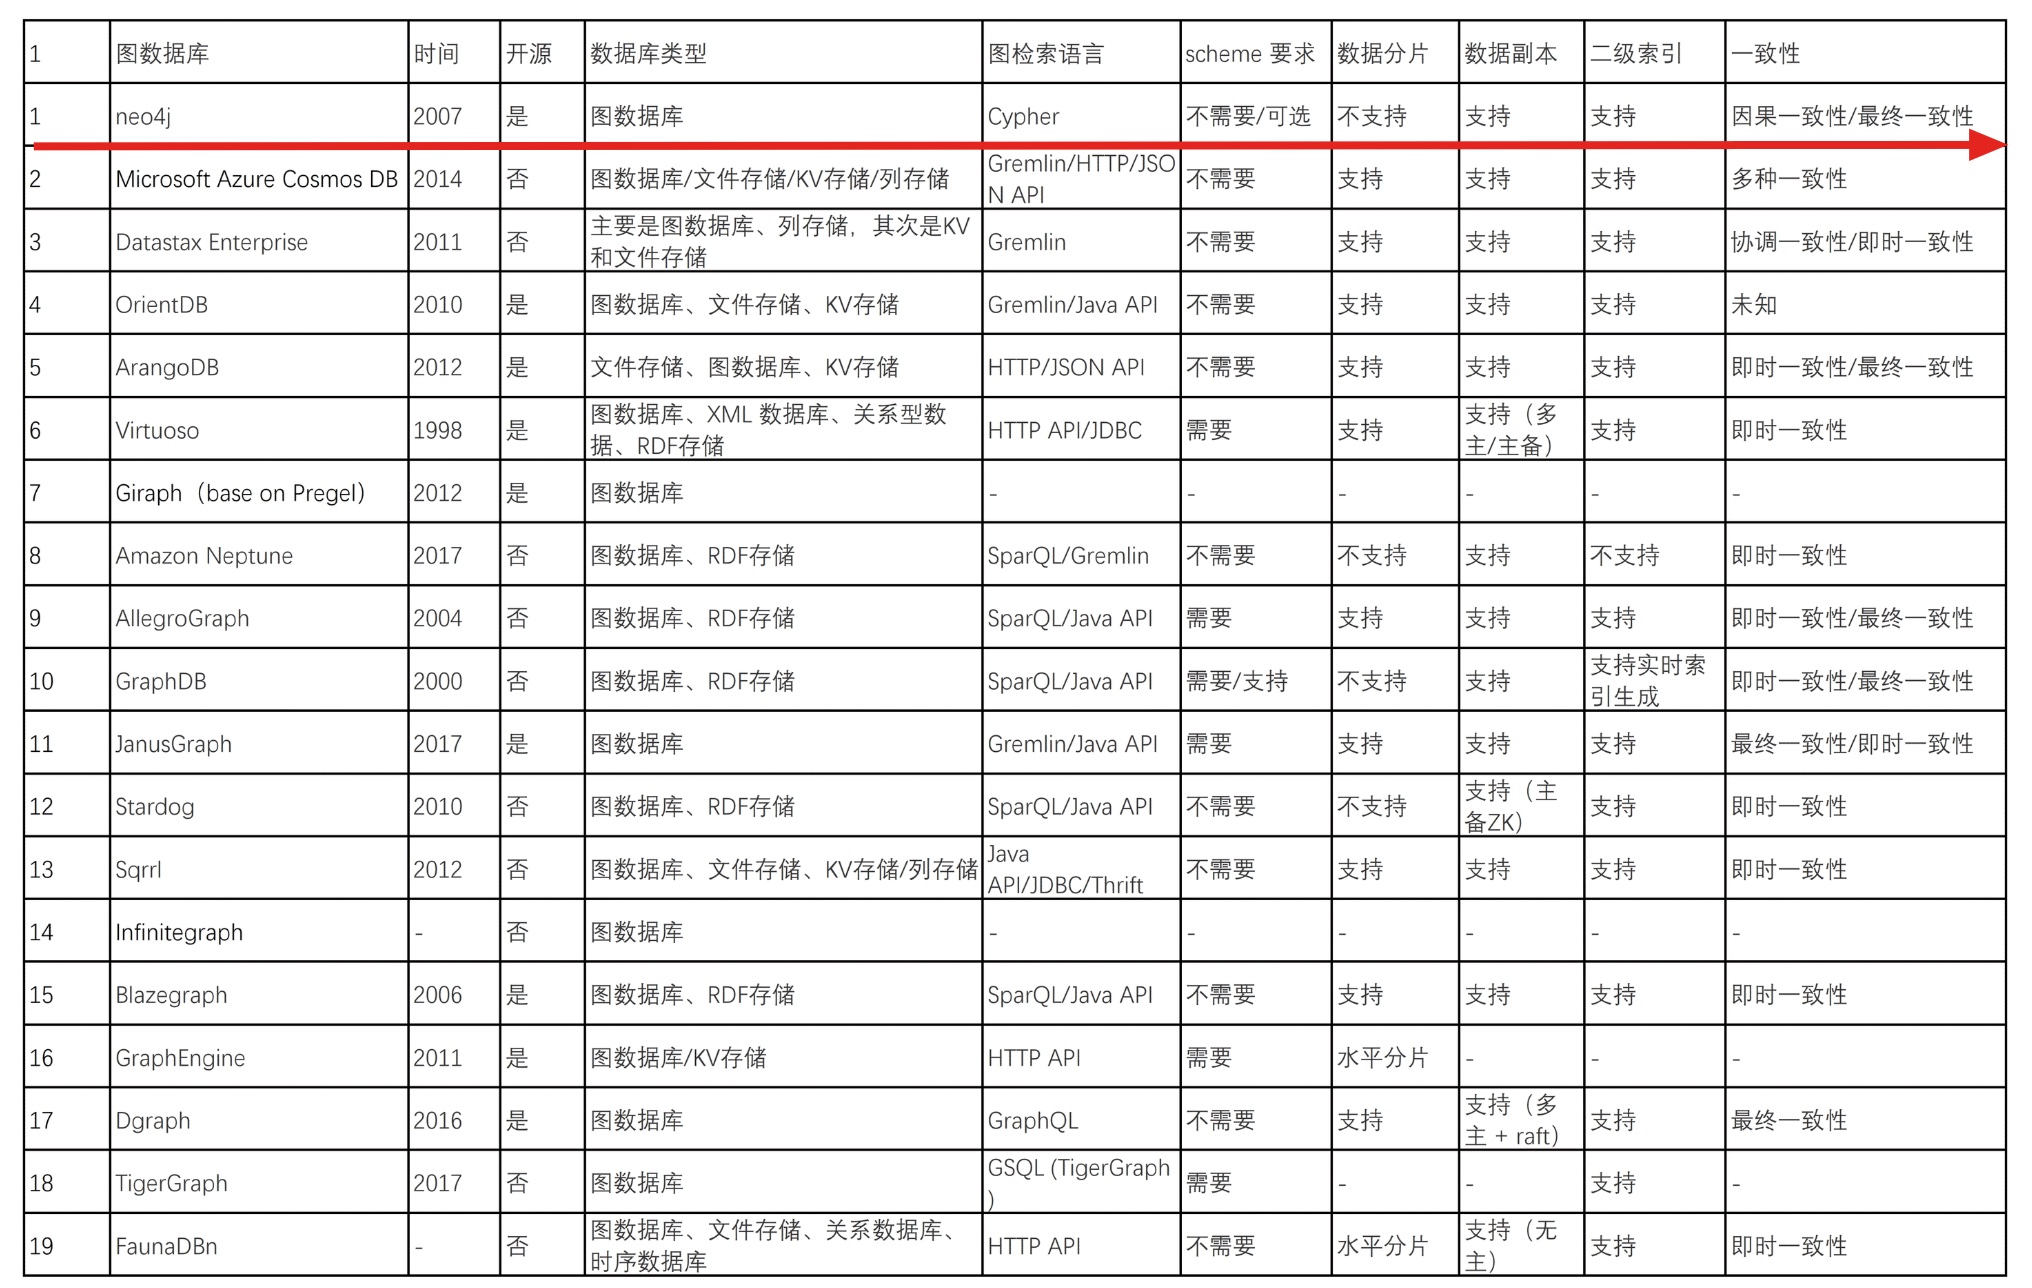 1 图数据库 时间 开源 数据库类型 图检索语言 scheme 要求 数据分片 数据副本 二级索引 一致性
1 neo4j 2007 是 图数据库 Cypher 不需要/可选 不支持 支持 支持 因果一致性/最终一致性
2 Microsoft Azure Cosmos DB 2014 否 图数据库/文件存储/KV存储/列存储 Gremlin/HTTP/JSO
N API 不需要 支持 支持 支持 多种一致性
3 Datastax Enterprise 2011 否 主要是图数据库、列存储，其次是KV
和文件存储 Gremlin 不需要 支持 支持 支持 协调一致性/即时一致性
4 OrientDB 2010 是 图数据库、文件存储、KV存储 Gremlin/Java API 不需要 支持 支持 支持 未知
5 ArangoDB 2012 是 文件存储、图数据库、KV存储 HTTP/JSON API 不需要 支持 支持 支持 即时一致性/最终一致性
6 Virtuoso 1998 是 图数据库、XML 数据库、关系型数
据、RDF存储 HTTP API/JDBC 需要 支持 支持（多
主/主备） 支持 即时一致性
7 Giraph（base on Pregel） 2012 是 图数据库 - - - - - -
8 Amazon Neptune 2017 否 图数据库、RDF存储 SparQL/Gremlin 不需要 不支持 支持 不支持 即时一致性
9 AllegroGraph 2004 否 图数据库、RDF存储 SparQL/Java API 需要 支持 支持 支持 即时一致性/最终一致性
10 GraphDB 2000 否 图数据库、RDF存储 SparQL/Java API 需要/支持 不支持 支持 支持实时索
引生成 即时一致性/最终一致性
11 JanusGraph 2017 是 图数据库 Gremlin/Java API 需要 支持 支持 支持 最终一致性/即时一致性
12 Stardog 2010 否 图数据库、RDF存储 SparQL/Java API 不需要 不支持 支持（主
备ZK） 支持 即时一致性
13 Sqrrl 2012 否 图数据库、文件存储、KV存储/列存储 Java
API/JDBC/Thrift 不需要 支持 支持 支持 即时一致性
14 Infinitegraph - 否 图数据库 - - - - - -
15 Blazegraph 2006 是 图数据库、RDF存储 SparQL/Java API 不需要 支持 支持 支持 即时一致性
16 GraphEngine 2011 是 图数据库/KV存储 HTTP API 需要 水平分片 - - -
17 Dgraph 2016 是 图数据库 GraphQL 不需要 支持 支持（多
主 + raft） 支持 最终一致性
18 TigerGraph 2017 否 图数据库 GSQL (TigerGraph
) 需要 - - 支持 -
19 FaunaDBn - 否 图数据库、文件存储、关系数据库、
时序数据库 HTTP API 不需要 水平分片 支持（无
主） 支持 即时一致性